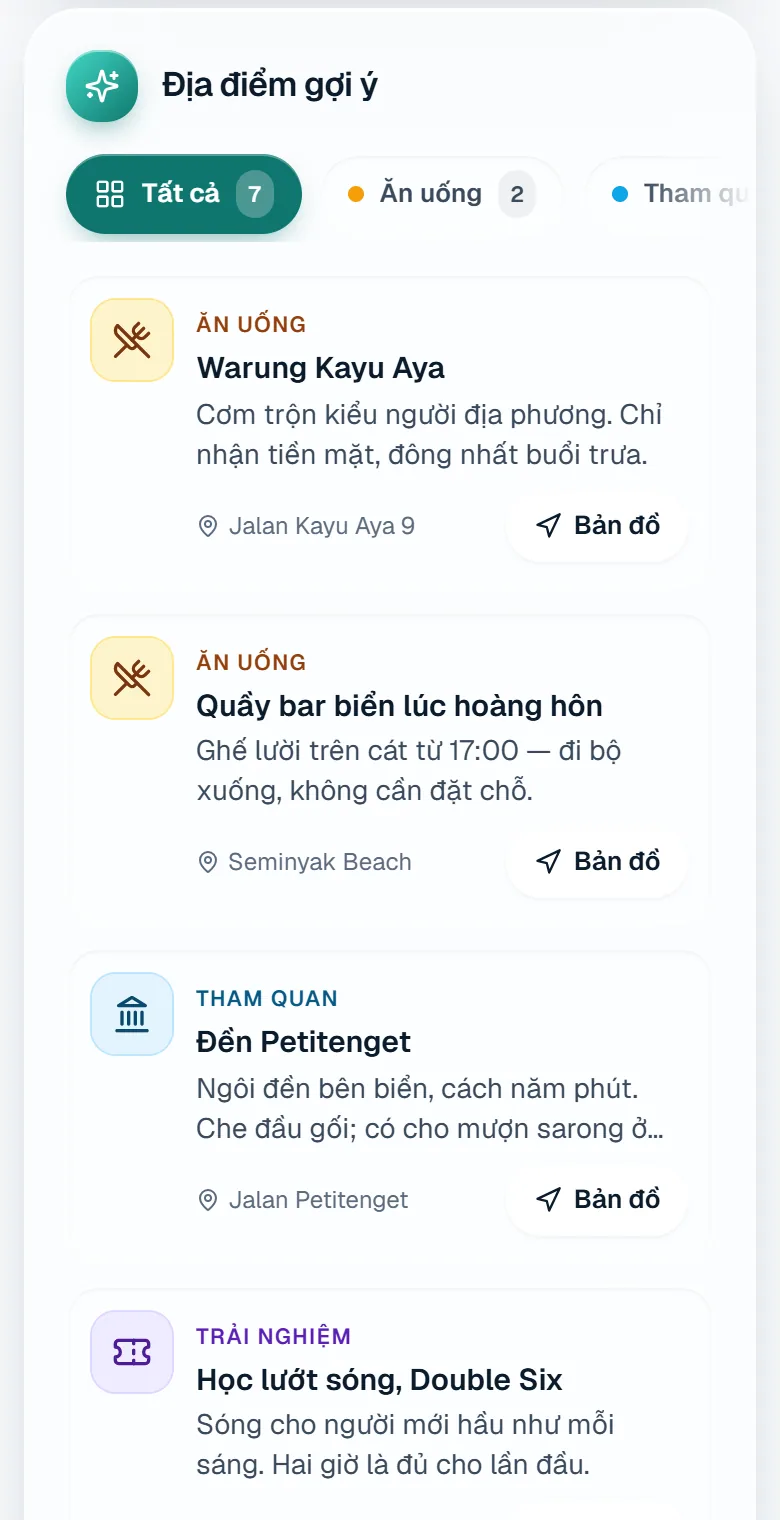 Địa điểm gợi ý
Tất cả 7
Ăn uống 2
Tham
ĂN UỐNG
Warung Kayu Aya
Cơm trộn kiểu người địa phương. Chỉ
nhận tiền mặt, đông nhất buổi trưa.
Jalan Kayu Aya 9
Bản đồ
ĂN UỐNG
Quầy bar biển lúc hoàng hôn
Ghế lười trên cát từ 17:00 — đi bộ
xuống, không cần đặt chỗ.
Seminyak Beach
Bản đồ
THAM QUAN
Đền Petitenget
Ngôi đền bên biển, cách năm phút.
Che đầu gối; có cho mượn sarong ở…
Jalan Petitenget
Bản đồ
TRẢI NGHIỆM
Học lướt sóng, Double Six
Sóng cho người mới hầu như mỗi
sáng. Hai giờ là đủ cho lần đầu.